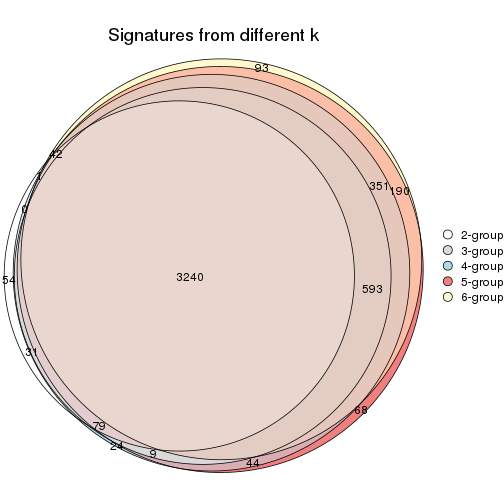 Signatures from different k
93
42
1
351
190
0
3240
54
593
31
68
79
24
9
44
2-group
3-group
4-group
5-group
6-group